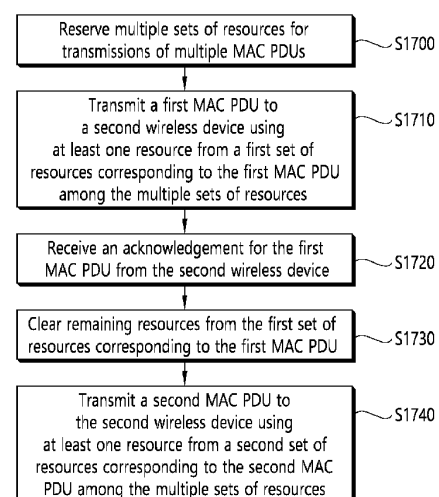 Reserve multiple sets of resources for
transmissions of multiple MAC PDUs
S1700
Transmit a first MAC PDU to
a second wireless device using
at least one resource from a first set of
resources corresponding to the first MAC PDU
among the multiple sets of resources
S1710
Receive an acknowledgement for the first
MAC PDU from the second wireless device
S1720
Clear remaining resources from the first set of
resources corresponding to the first MAC PDU
S1730
Transmit a second MAC PDU to
the second wireless device using
at least one resource from a second set of
resources corresponding to the second MAC
PDU among the multiple sets of resources
S1740